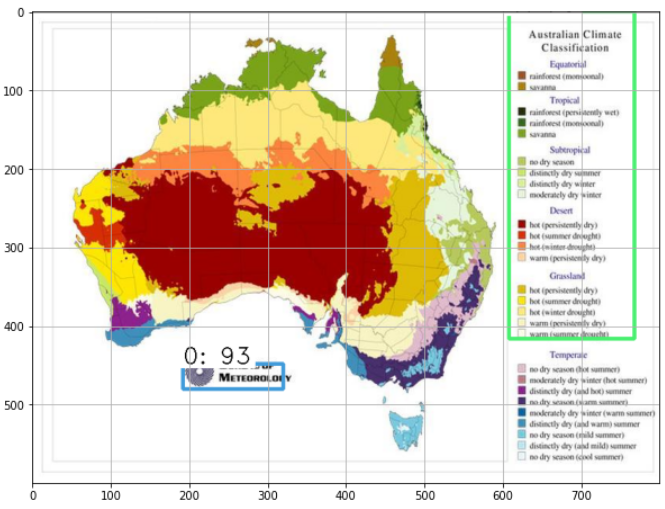 0
100
200
300
400
500
0 100 200 300 400 500 600 700
Australian Climate
Classification
Equatorial
rainforest (monsoonal)
savanna
Tropical
rainforest (persistently wet)
rainforest (monsoonal)
savanna
Subtropical
no dry season
distinctly dry summer
distinctly dry winter
moderately dry winter
Desert
hot (persistently dry)
hot (summer drought)
hot (winter drought)
warm (persistently dry)
Grassland
hot (persistently dry)
hot (summer drought)
hot (winter drought)
warm (persistently dry)
warm (summer drought)
Temperate
no dry season (hot summer)
moderately dry winter (hot summer)
distinctly dry (and hot) summer
no dry season (warm summer)
moderately dry winter (warm summer)
distinctly dry (and warm) summer
no dry season (mild summer)
distinctly dry (and mild) summer
no dry season (cool summer)
0: 93
OF
METEOROLOGY